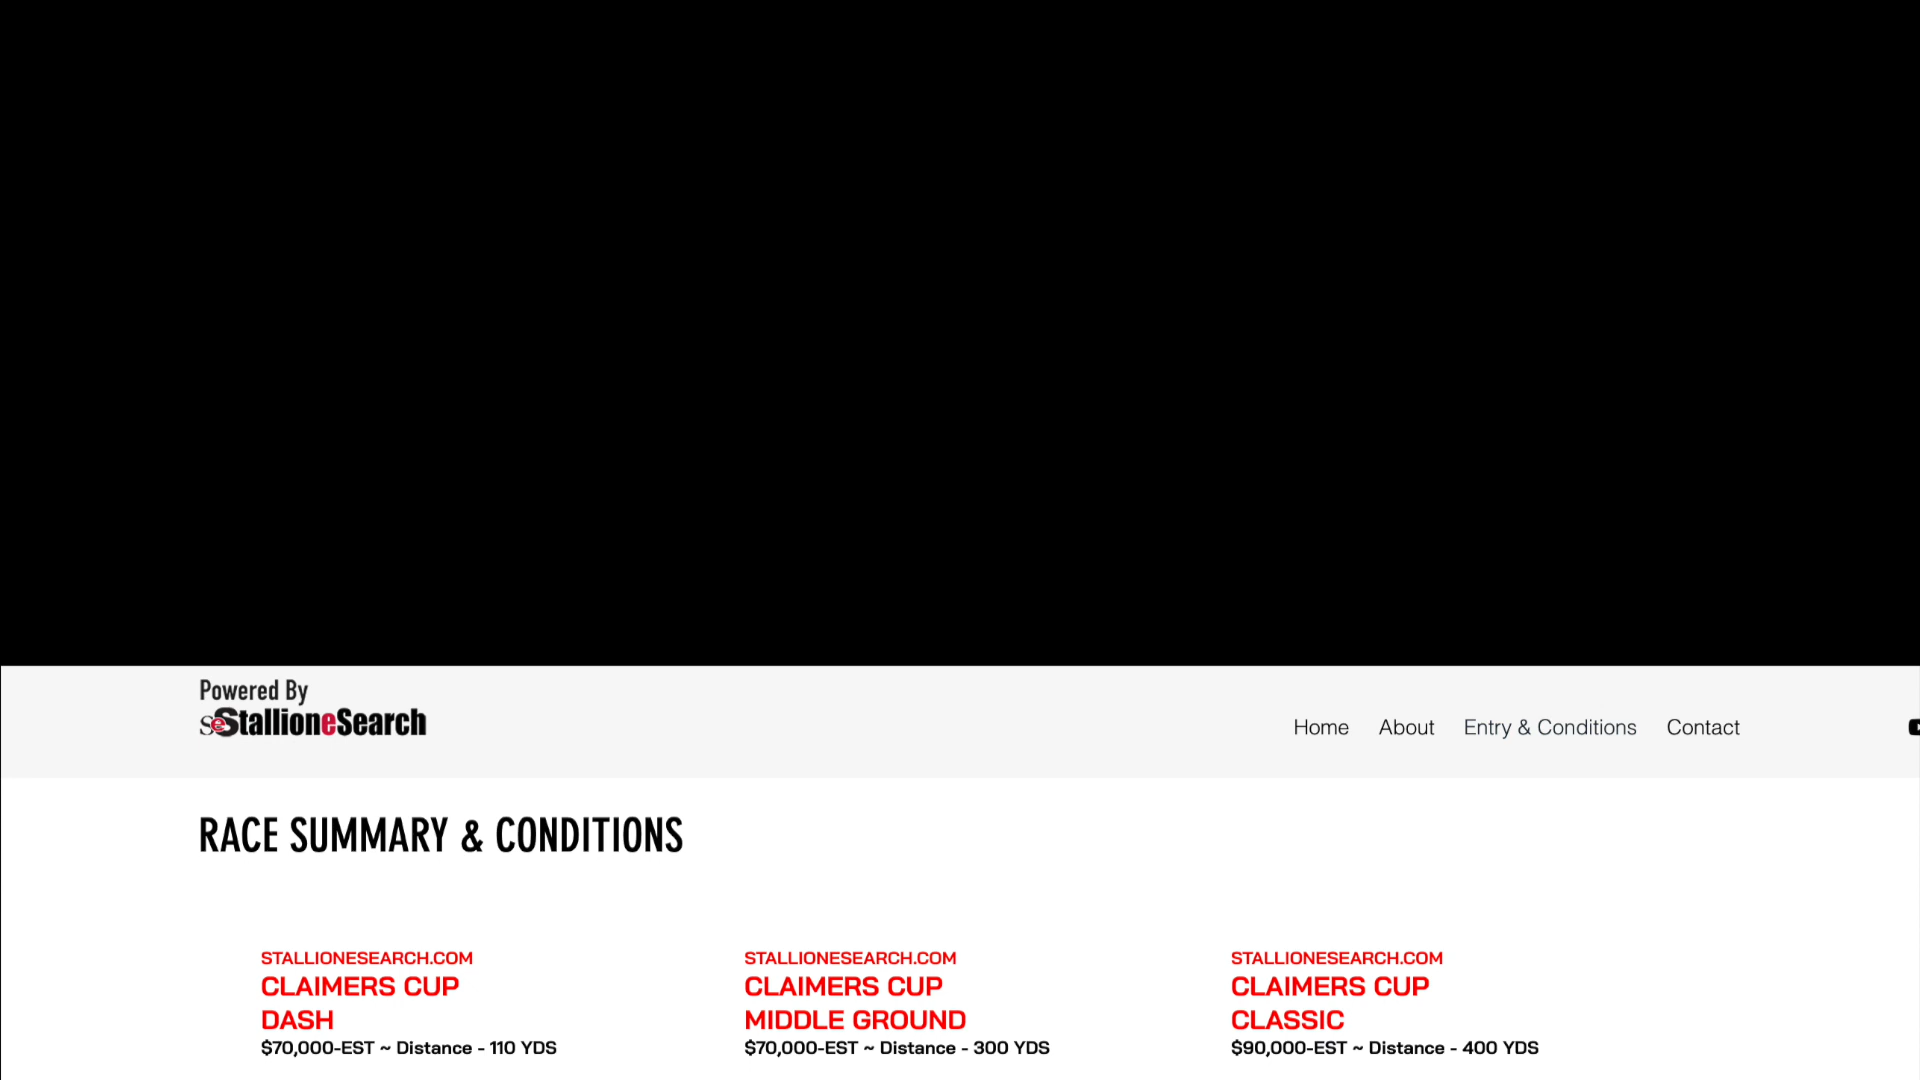 Powered By
seStallioneSearch
Home About Entry & Conditions Contact
RACE SUMMARY & CONDITIONS
STALLIONESEARCH.COM
CLAIMERS CUP
DASH
$70,000-EST ~ Distance - 110 YDS
STALLIONESEARCH.COM
CLAIMERS CUP
MIDDLE GROUND
$70,000-EST ~ Distance - 300 YDS
STALLIONESEARCH.COM
CLAIMERS CUP
CLASSIC
$90,000-EST ~ Distance - 400 YDS